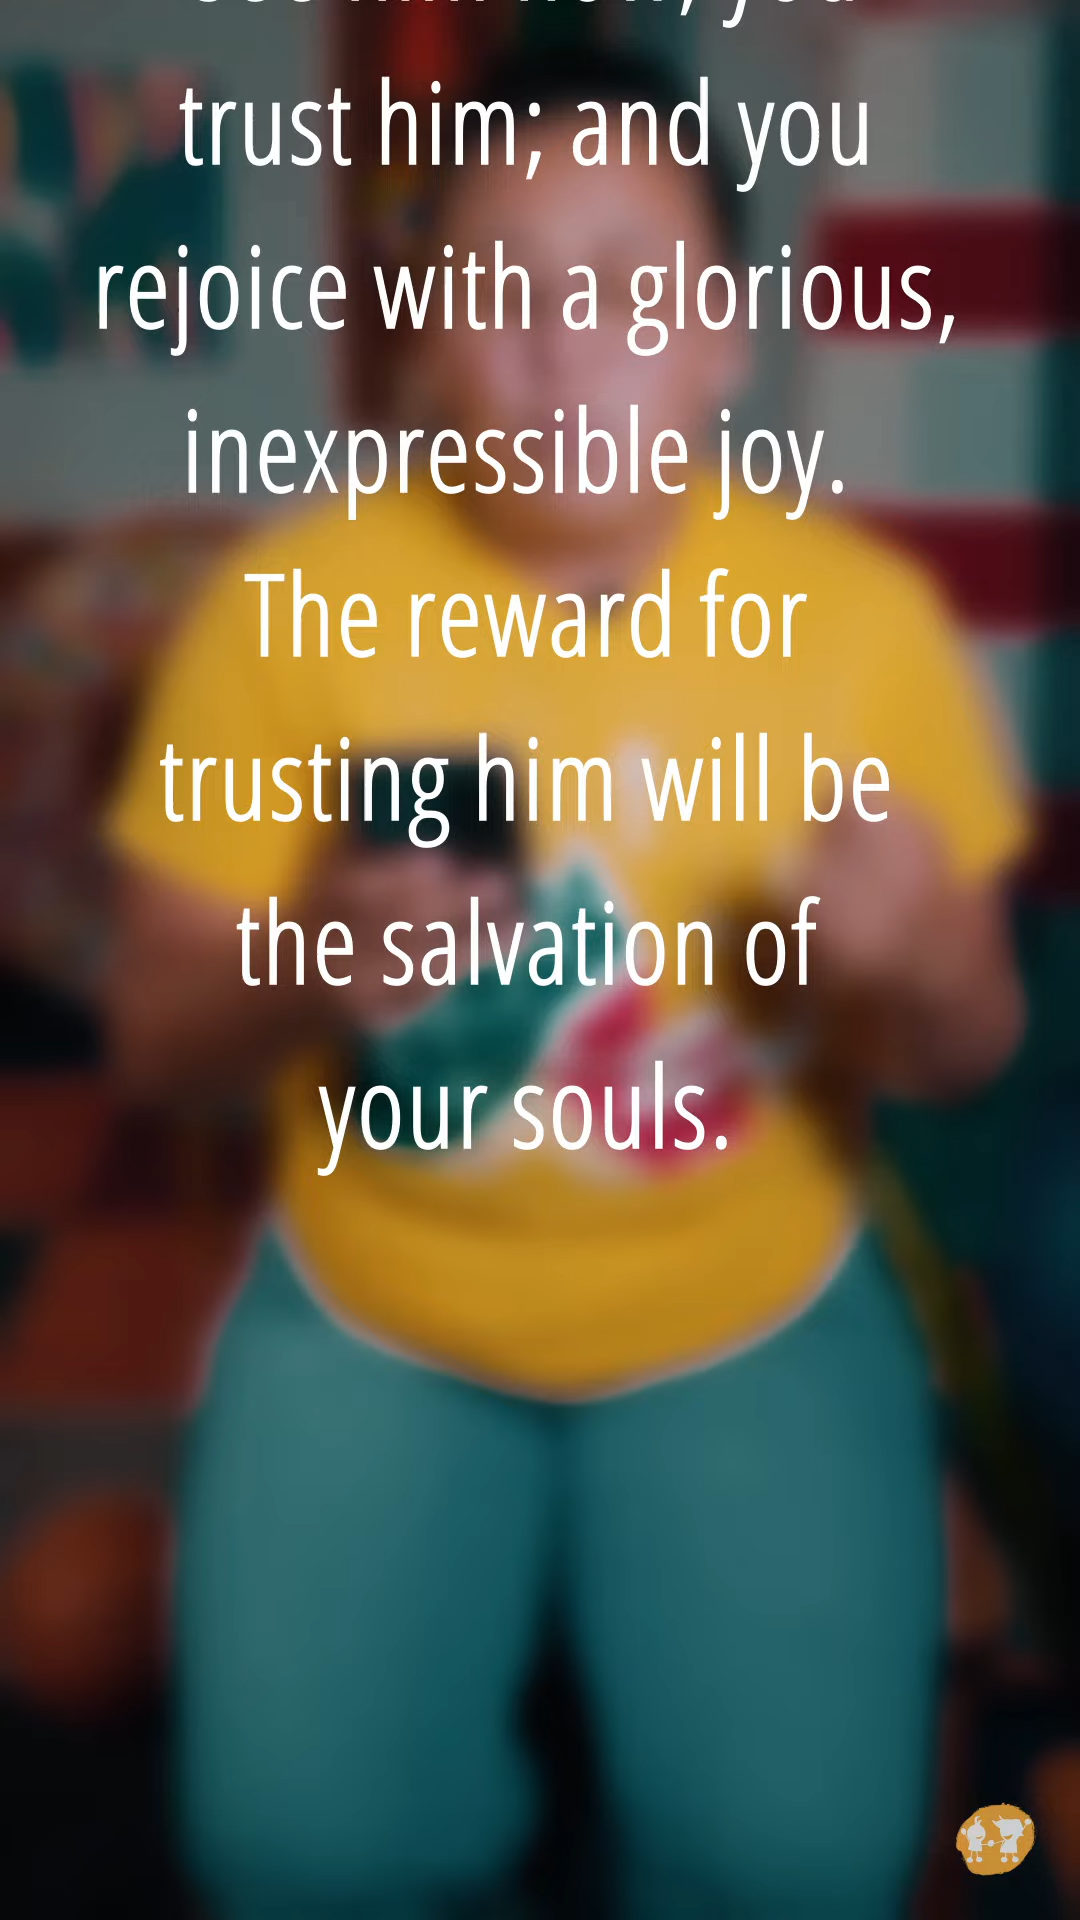 trust him; and you
rejoice with a glorious,
inexpressible joy.
The reward for
trusting him will be
the salvation of
your souls.